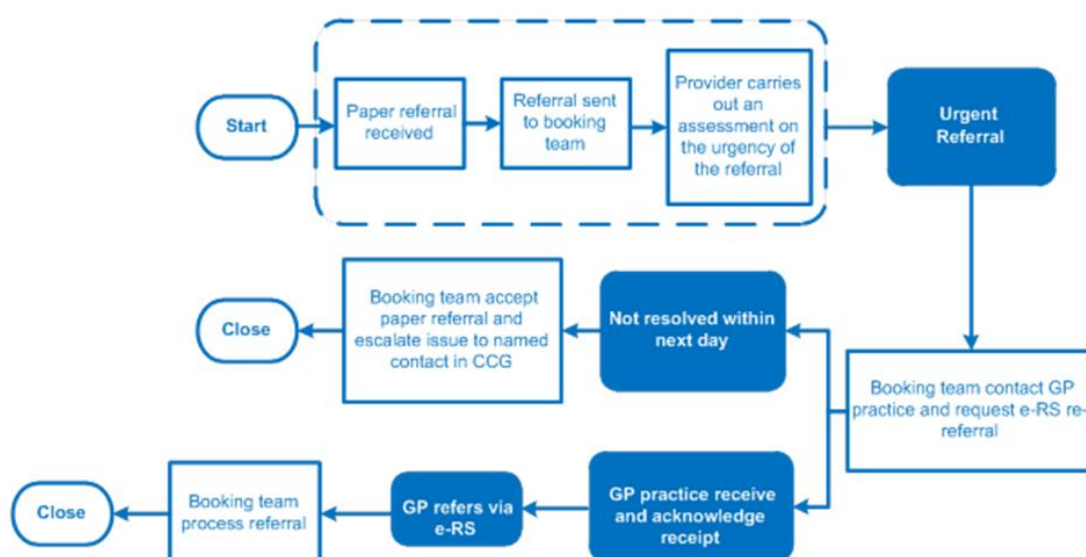 Start
Paper referral
received
Referral sent
to booking
team
Provider carries
out an
assessment on
the urgency of
the referral
Urgent
Referral
Close
Booking team accept
paper referral and
escalate issue to named
contact in CCG
Not resolved within
next day
Booking team contact GP
practice and request e-RS re-
referral
Close
Booking team
process referral
GP refers via
e-RS
GP practice receive
and acknowledge
receipt